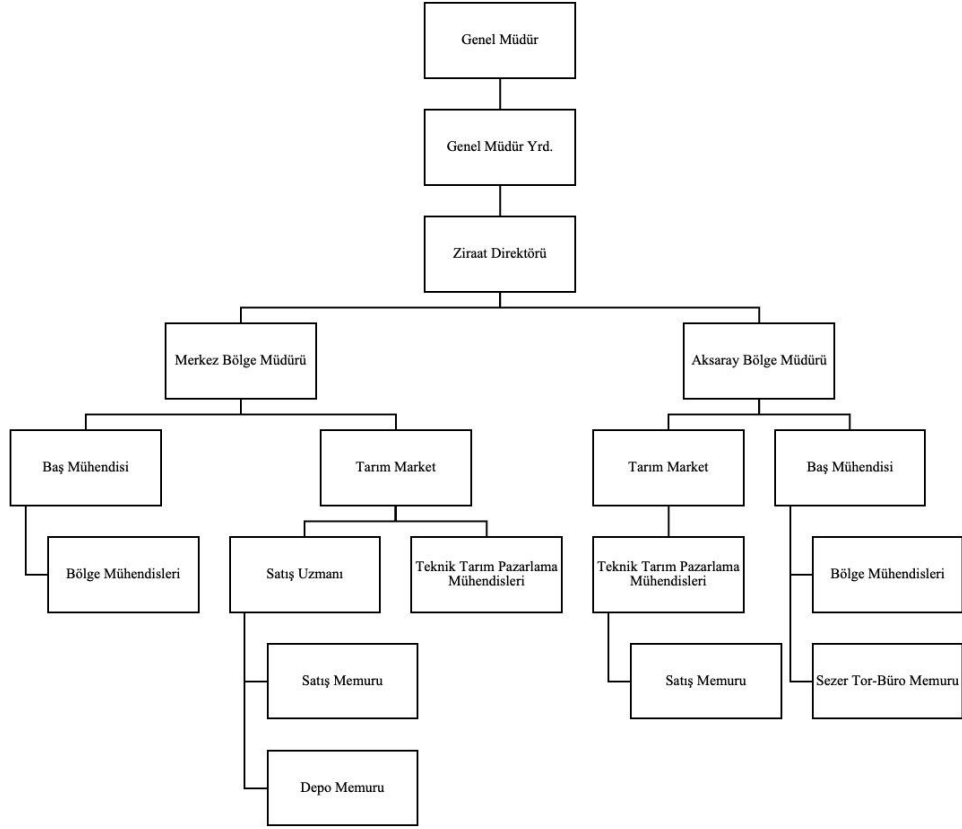 Genel Müdür
Genel Müdür Yrd.
Ziraat Direktörü
Merkez Bölge Müdürü
Aksaray Bölge Müdürü
Baş Mühendisi
Tarım Market
Tarım Market
Baş Mühendisi
Bölge Mühendisleri
Satış Uzmanı
Teknik Tarım Pazarlama
Mühendisleri
Teknik Tarım Pazarlama
Mühendisleri
Bölge Mühendisleri
Satış Memuru
Satış Memuru
Sezer Tor-Büro Memuru
Depo Memuru